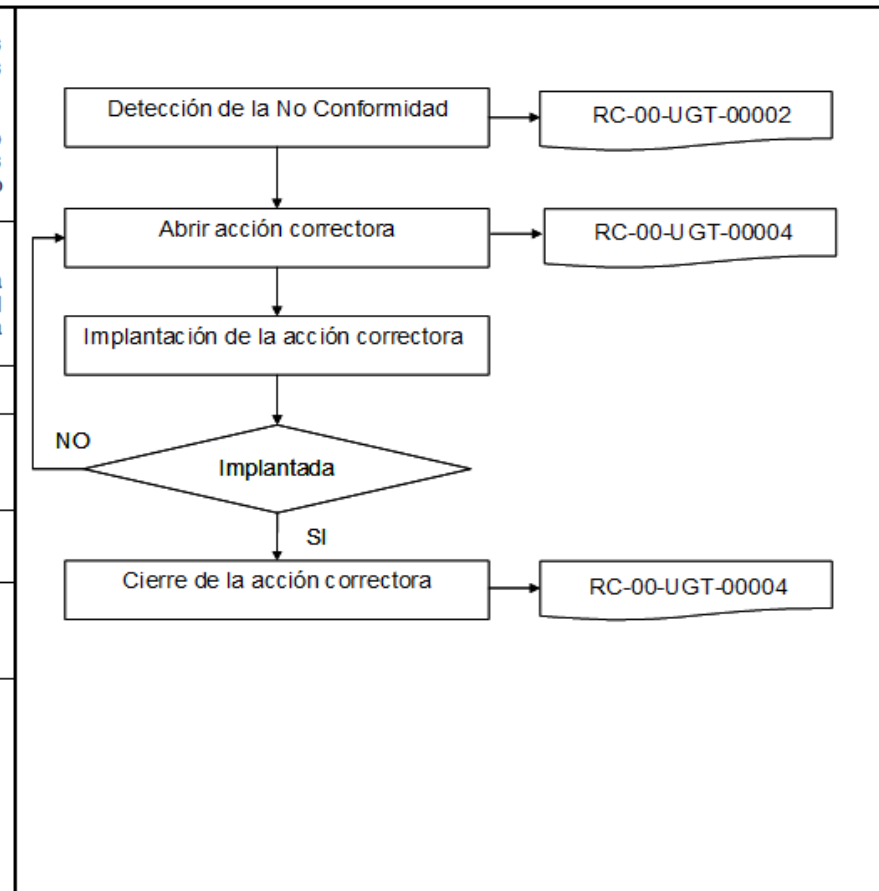 Detección de la No Conformidad
RC-00-UGT-00002
Abrir acción correctora
RC-00-UGT-00004
Implantación de la acción correctora
NO
Implantada
SI
Cierre de la acción correctora
RC-00-UGT-00004